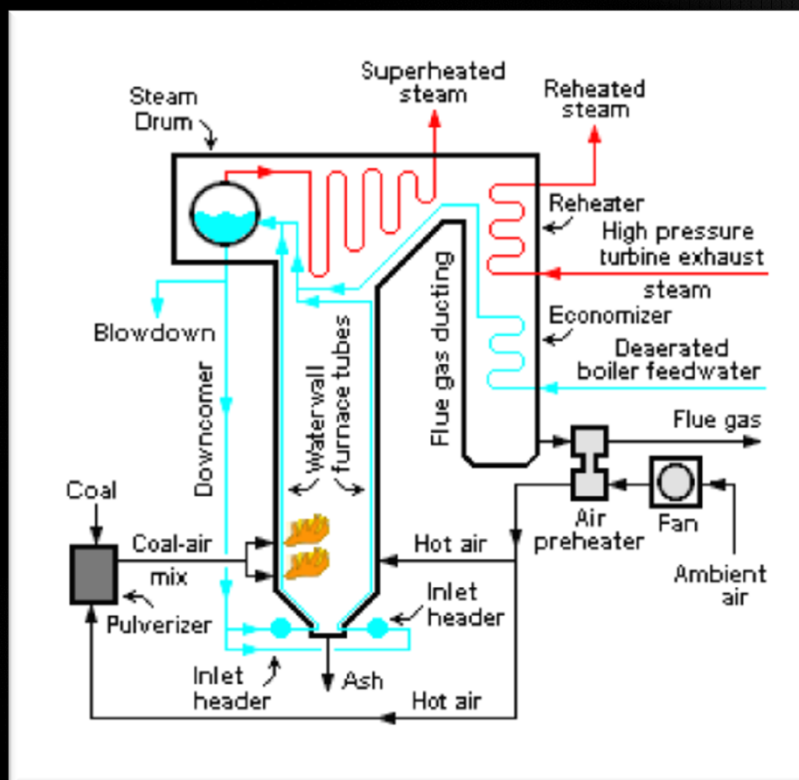 Superheated
steam
Reheated
steam
Steam
Drum
Reheater
High pressure
turbine exhaust
steam
Economizer
Deaerated
boiler feedwater
Blowdown
Downcomer
Waterwall
furnace tubes
Flue gas ducting
Flue gas
Coal
Coal-air
mix
Hot air
Air
preheater
Fan
Ambient
air
Pulverizer
Inlet
header
Inlet
header
Ash
Hot air